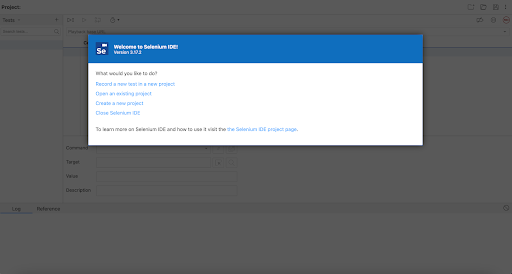 Project:
Tests
Se
Welcome to Selenium IDE!
Version 3.17.2
What would you like to do?
Record a new test in a new project
Open an existing project
Create a new project
Close Selenium IDE
To learn more on Selenium IDE and how to use it visit the the Selenium IDE project page.
Command
Target
Value
Description
Log Reference